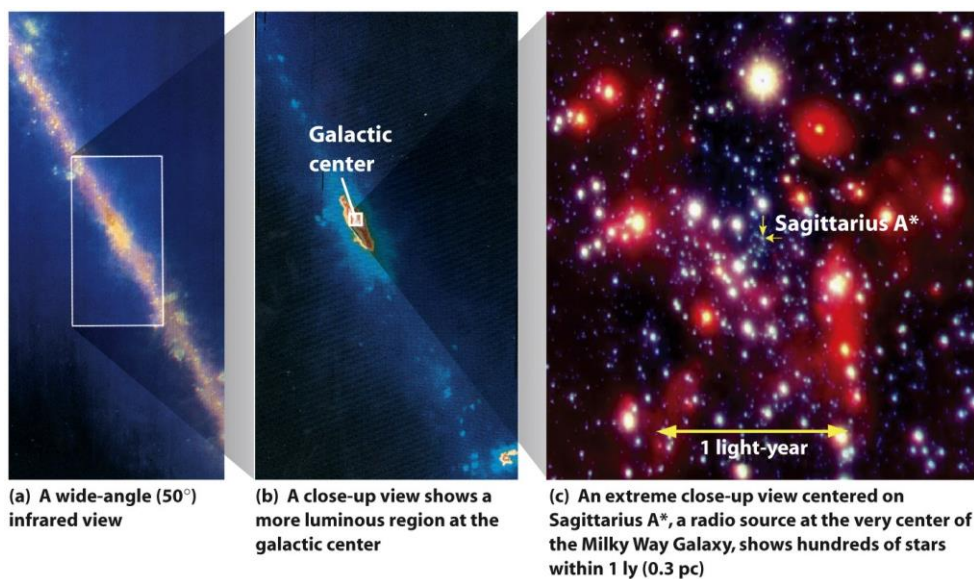 Galactic
center
Sagittarius A*
1 light-year
(a) A wide-angle (50°)
infrared view
(b) A close-up view shows a
more luminous region at the
galactic center
(c) An extreme close-up view centered on
Sagittarius A*, a radio source at the very center of
the Milky Way Galaxy, shows hundreds of stars
within 1 ly (0.3 pc)